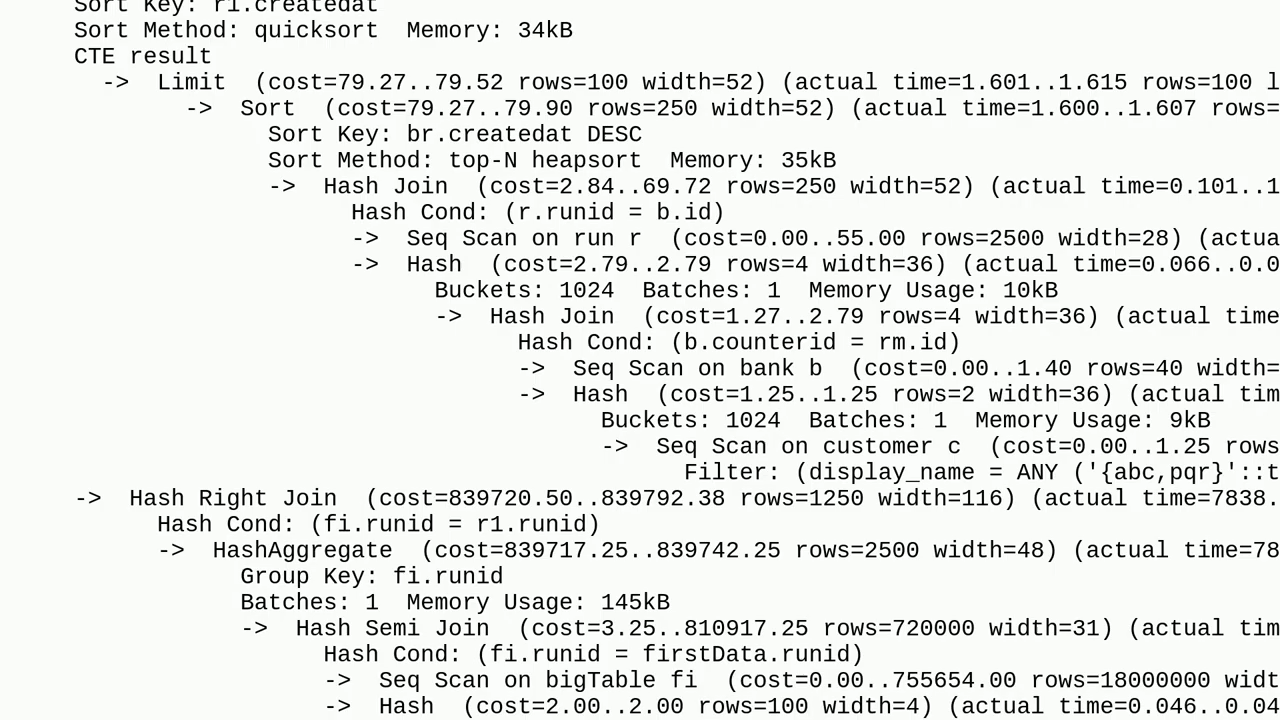 Sort Key: r1.createdat
Sort Method: quicksort  Memory: 34kB
CTE result
->  Limit  (cost=79.27..79.52 rows=100 width=52) (actual time=1.601..1.615 rows=100 l
->  Sort  (cost=79.27..79.90 rows=250 width=52) (actual time=1.600..1.607 rows=
Sort Key: br.createdat DESC
Sort Method: top-N heapsort  Memory: 35kB
->  Hash Join  (cost=2.84..69.72 rows=250 width=52) (actual time=0.101..1
Hash Cond: (r.runid = b.id)
->  Seq Scan on run r  (cost=0.00..55.00 rows=2500 width=28) (actua
->  Hash  (cost=2.79..2.79 rows=4 width=36) (actual time=0.066..0.0
Buckets: 1024  Batches: 1  Memory Usage: 10kB
->  Hash Join  (cost=1.27..2.79 rows=4 width=36) (actual time
Hash Cond: (b.counterid = rm.id)
->  Seq Scan on bank b  (cost=0.00..1.40 rows=40 width=
->  Hash  (cost=1.25..1.25 rows=2 width=36) (actual tim
Buckets: 1024  Batches: 1  Memory Usage: 9kB
->  Seq Scan on customer c  (cost=0.00..1.25 rows
Filter: (display_name = ANY ('{abc,pqr}'::t
->  Hash Right Join  (cost=839720.50..839792.38 rows=1250 width=116) (actual time=7838.
Hash Cond: (fi.runid = r1.runid)
->  HashAggregate  (cost=839717.25..839742.25 rows=2500 width=48) (actual time=78
Group Key: fi.runid
Batches: 1  Memory Usage: 145kB
->  Hash Semi Join  (cost=3.25..810917.25 rows=720000 width=31) (actual tim
Hash Cond: (fi.runid = firstData.runid)
->  Seq Scan on bigTable fi  (cost=0.00..755654.00 rows=18000000 widt
->  Hash  (cost=2.00..2.00 rows=100 width=4) (actual time=0.046..0.04